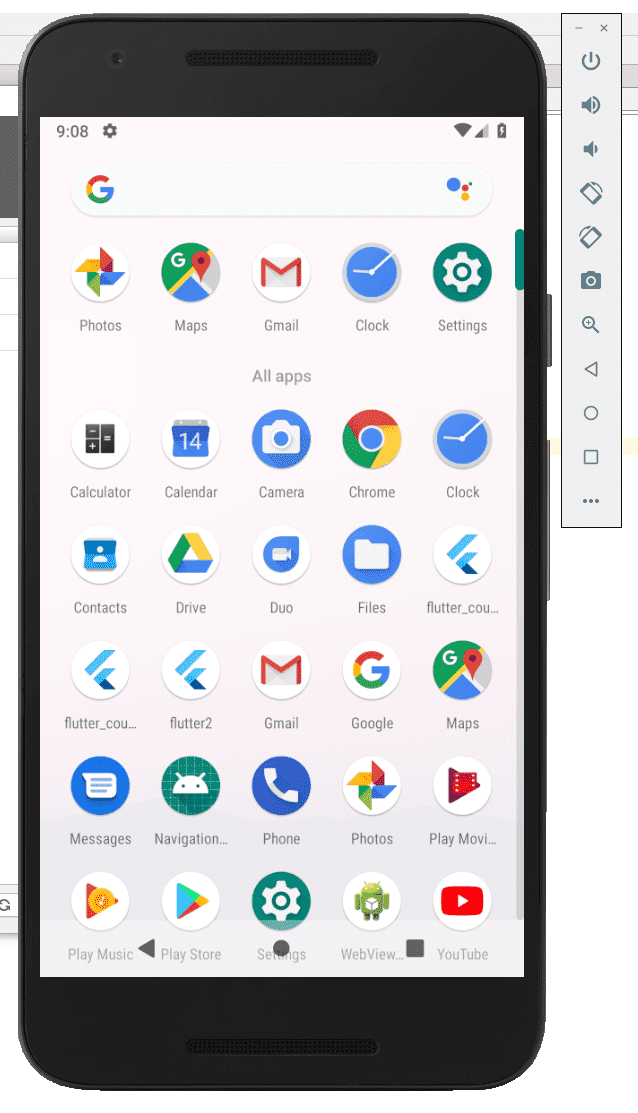 9:08
G
Photos Maps Gmail Clock Settings
All apps
14
Calculator Calendar Camera Chrome Clock
Contacts Drive Duo Files flutter_cou...
G G
flutter_cou... flutter2 Gmail Google Maps
Messages Navigation... Phone Photos Play Movi...
Play Music Play Store Settings WebView... YouTube